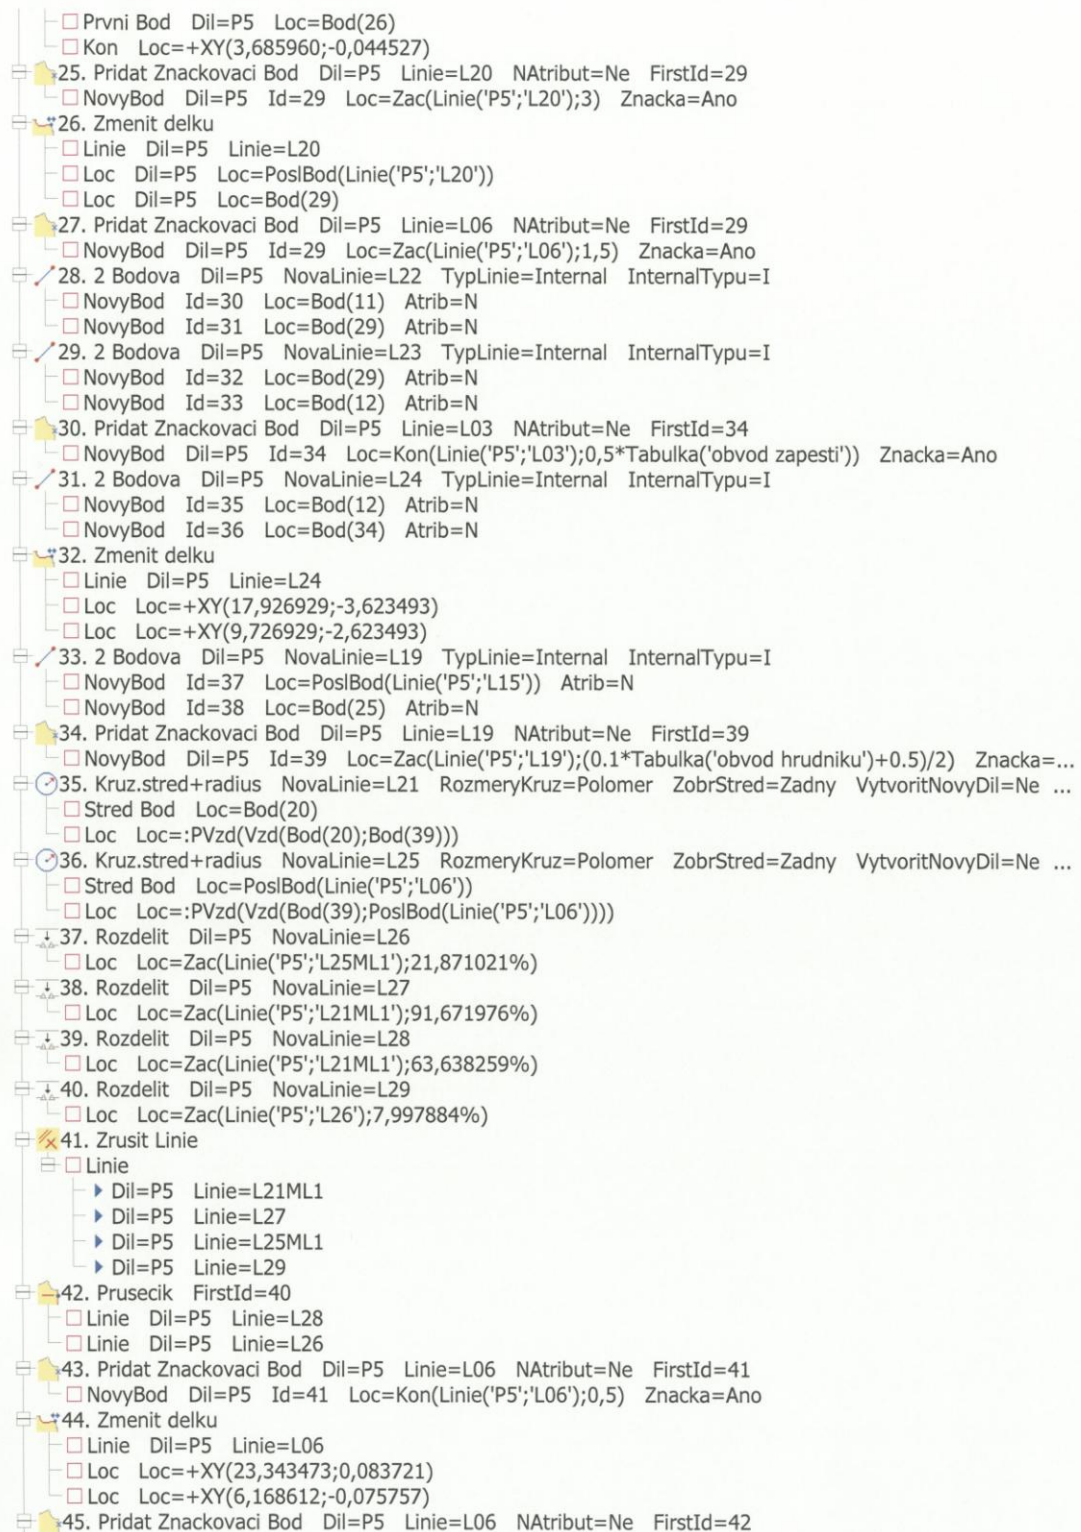 Prvni Bod Dil=P5 Loc=Bod(26)
Kon Loc=+XY(3,685960;-0,044527)
25. Pridat Znackovaci Bod Dil=P5 Linie=L20 NAtribut=Ne FirstId=29
NovyBod Dil=P5 Id=29 Loc=Zac(Linie('P5';'L20');3) Znacka=Ano
26. Zmenit delku
Linie Dil=P5 Linie=L20
Loc Dil=P5 Loc=PoslBod(Linie('P5';'L20'))
Loc Dil=P5 Loc=Bod(29)
27. Pridat Znackovaci Bod Dil=P5 Linie=L06 NAtribut=Ne FirstId=29
NovyBod Dil=P5 Id=29 Loc=Zac(Linie('P5';'L06');1,5) Znacka=Ano
28. 2 Bodova Dil=P5 NovaLinie=L22 TypLinie=Internal InternalTypu=I
NovyBod Id=30 Loc=Bod(11) Atrib=N
NovyBod Id=31 Loc=Bod(29) Atrib=N
29. 2 Bodova Dil=P5 NovaLinie=L23 TypLinie=Internal InternalTypu=I
NovyBod Id=32 Loc=Bod(29) Atrib=N
NovyBod Id=33 Loc=Bod(12) Atrib=N
30. Pridat Znackovaci Bod Dil=P5 Linie=L03 NAtribut=Ne FirstId=34
NovyBod Dil=P5 Id=34 Loc=Kon(Linie('P5';'L03');0,5*Tabulka('obvod zapesti')) Znacka=Ano
31. 2 Bodova Dil=P5 NovaLinie=L24 TypLinie=Internal InternalTypu=I
NovyBod Id=35 Loc=Bod(12) Atrib=N
NovyBod Id=36 Loc=Bod(34) Atrib=N
32. Zmenit delku
Linie Dil=P5 Linie=L24
Loc Loc=+XY(17,926929;-3,623493)
Loc Loc=+XY(9,726929;-2,623493)
33. 2 Bodova Dil=P5 NovaLinie=L19 TypLinie=Internal InternalTypu=I
NovyBod Id=37 Loc=PoslBod(Linie('P5';'L15')) Atrib=N
NovyBod Id=38 Loc=Bod(25) Atrib=N
34. Pridat Znackovaci Bod Dil=P5 Linie=L19 NAtribut=Ne FirstId=39
NovyBod Dil=P5 Id=39 Loc=Zac(Linie('P5';'L19');(0.1*Tabulka('obvod hrudniku')+0.5)/2) Znacka=...
35. Kruz.stred+radius NovaLinie=L21 RozmeryKruz=Polomer ZobrStred=Zadny VytvoritNovyDil=Ne ...
Stred Bod Loc=Bod(20)
Loc Loc=:PVzd(Vzd(Bod(20);Bod(39)))
36. Kruz.stred+radius NovaLinie=L25 RozmeryKruz=Polomer ZobrStred=Zadny VytvoritNovyDil=Ne ...
Stred Bod Loc=PoslBod(Linie('P5';'L06'))
Loc Loc=:PVzd(Vzd(Bod(39);PoslBod(Linie('P5';'L06'))))
37. Rozdelit Dil=P5 NovaLinie=L26
Loc Loc=Zac(Linie('P5';'L25ML1');21,871021%)
38. Rozdelit Dil=P5 NovaLinie=L27
Loc Loc=Zac(Linie('P5';'L21ML1');91,671976%)
39. Rozdelit Dil=P5 NovaLinie=L28
Loc Loc=Zac(Linie('P5';'L21ML1');63,638259%)
40. Rozdelit Dil=P5 NovaLinie=L29
Loc Loc=Zac(Linie('P5';'L26');7,997884%)
41. Zrusit Linie
Linie
Dil=P5 Linie=L21ML1
Dil=P5 Linie=L27
Dil=P5 Linie=L25ML1
Dil=P5 Linie=L29
42. Prusecik FirstId=40
Linie Dil=P5 Linie=L28
Linie Dil=P5 Linie=L26
43. Pridat Znackovaci Bod Dil=P5 Linie=L06 NAtribut=Ne FirstId=41
NovyBod Dil=P5 Id=41 Loc=Kon(Linie('P5';'L06');0,5) Znacka=Ano
44. Zmenit delku
Linie Dil=P5 Linie=L06
Loc Loc=+XY(23,343473;0,083721)
Loc Loc=+XY(6,168612;-0,075757)
45. Pridat Znackovaci Bod Dil=P5 Linie=L06 NAtribut=Ne FirstId=42